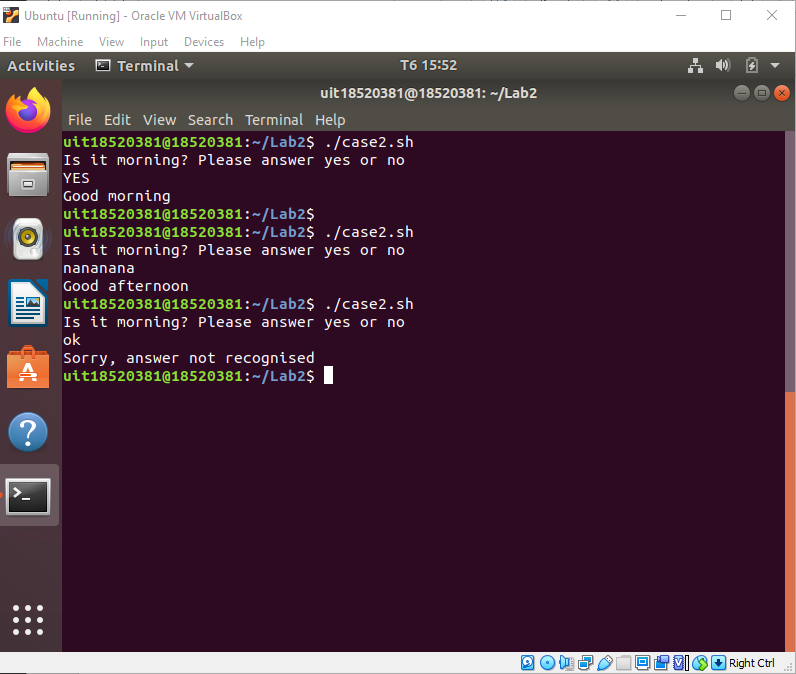 Ubuntu [Running] - Oracle VM VirtualBox
File Machine View Input Devices Help
Activities Terminal T6 15:52
uit18520381@18520381: ~/Lab2
File Edit View Search Terminal Help
uit18520381@18520381:~/Lab2$ ./case2.sh
Is it morning? Please answer yes or no
YES
Good morning
uit18520381@18520381:~/Lab2$
uit18520381@18520381:~/Lab2$ ./case2.sh
Is it morning? Please answer yes or no
nananana
Good afternoon
uit18520381@18520381:~/Lab2$ ./case2.sh
Is it morning? Please answer yes or no
ok
Sorry, answer not recognised
uit18520381@18520381:~/Lab2$
Right Ctrl